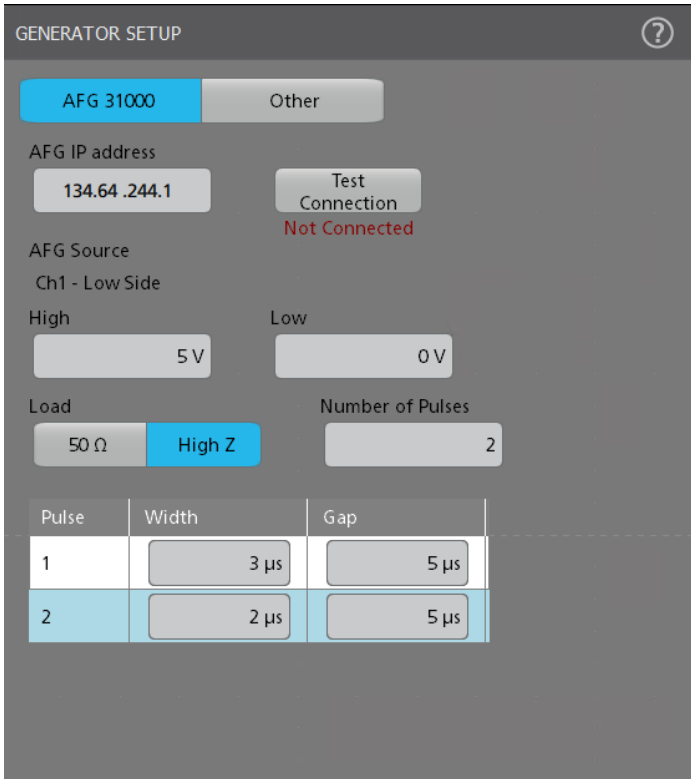 GENERATOR SETUP ?
AFG 31000 Other
AFG IP address
134.64 .244.1
Test
Connection
Not Connected
AFG Source
Ch1 - Low Side
High Low
5 V 0 V
Load Number of Pulses
50 Ω High Z 2
Pulse Width Gap
1 3 µs 5 µs
2 2 µs 5 µs